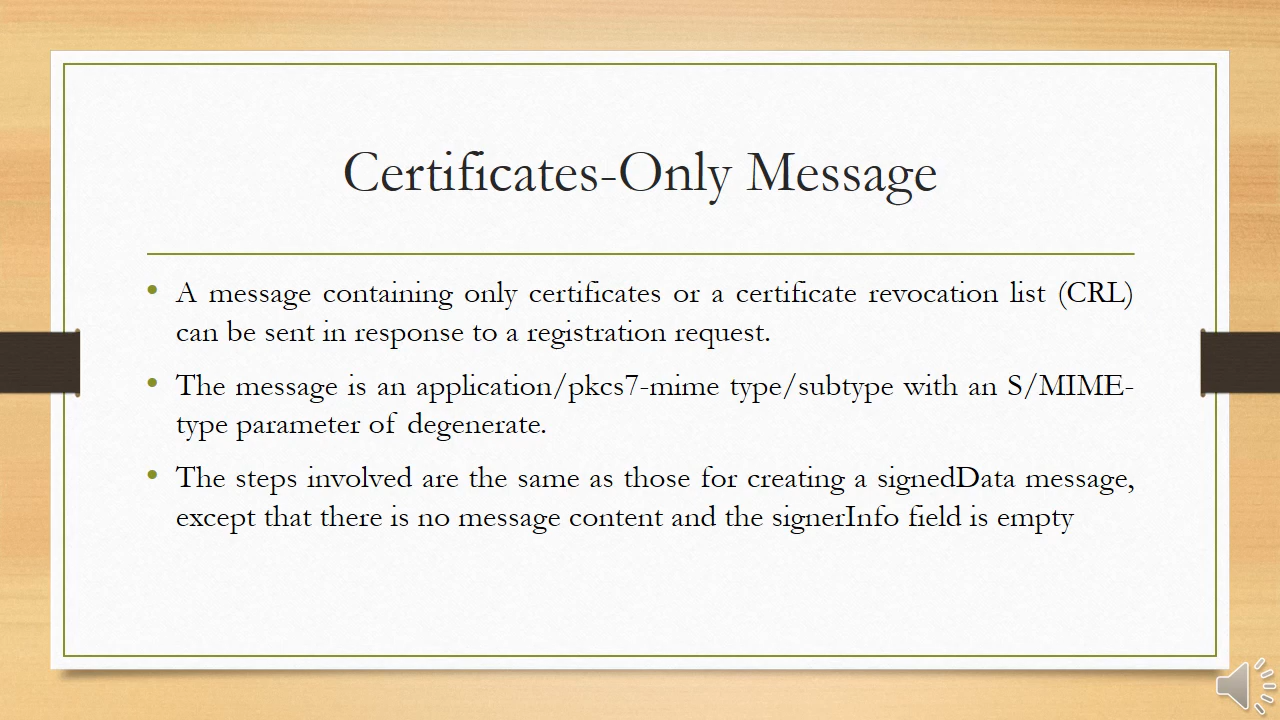 Certificates-Only Message
• A message containing only certificates or a certificate revocation list (CRL)
can be sent in response to a registration request.
• The message is an application/pkcs7-mime type/subtype with an S/MIME-
type parameter of degenerate.
• The steps involved are the same as those for creating a signedData message,
except that there is no message content and the signerInfo field is empty